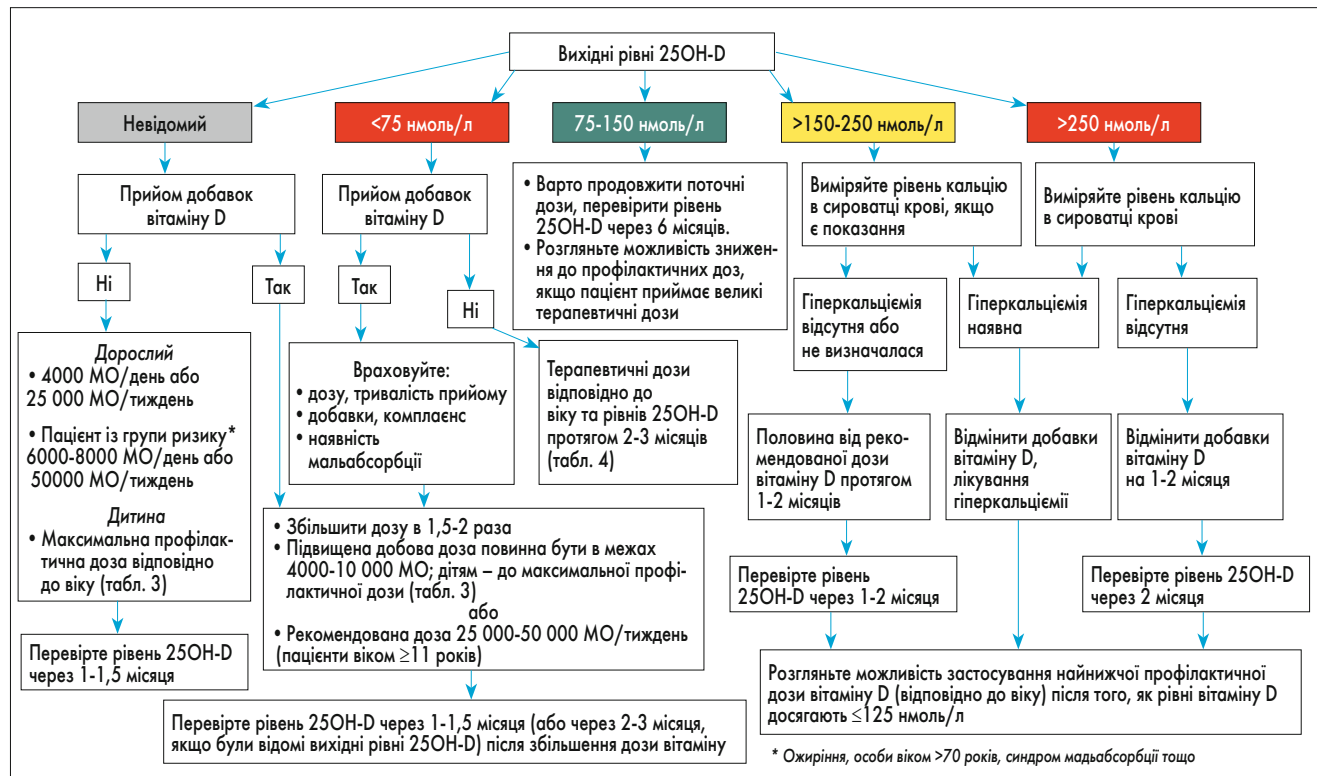 Вихідні рівні 25OH-D
Невідомий
<75 нмоль/л
75-150 нмоль/л
>150-250 нмоль/л
>250 нмоль/л
Прийом добавок
вітаміну D
Прийом добавок
вітаміну D
• Варто продовжити поточні
дози, перевірити рівень
25OH-D через 6 місяців.
• Розгляньте можливість знижен-
ня до профілактичних доз,
якщо пацієнт приймає великі
терапевтичні дози
Виміряйте рівень кальцію
в сироватці крові, якщо
є показання
Виміряйте рівень кальцію
в сироватці крові
Ні
Так
Так
Ні
Гіперкальціємія
відсутня або
не визначалася
Гіперкальціємія
наявна
Гіперкальціємія
відсутня
Дорослий
• 4000 МО/день або
25 000 МО/тиждень
• Пацієнт із групи ризику*
6000-8000 МО/день або
50000 МО/тиждень
Дитина
• Максимальна профілак-
тична доза відповідно
до віку (табл. 3)
Враховуйте:
• дозу, тривалість прийому
• добавки, комплаєнс
• наявність
мальабсорбції
Терапевтичні дози
відповідно до
віку та рівнів 25OH-D
протягом 2-3 місяців
(табл. 4)
Половина від реко-
мендованої дози
вітаміну D протягом
1-2 місяців
Відмінити добавки
вітаміну D,
лікування
гіперкальціємії
Відмінити добавки
вітаміну D
на 1-2 місяця
• Збільшити дозу в 1,5-2 раза
• Підвищена добова доза повинна бути в межах
4000-10 000 МО; дітям – до максимальної профі-
лактичної дози (табл. 3)
або
• Рекомендована доза 25 000-50 000 МО/тиждень
(пацієнти віком ≥11 років)
Перевірте рівень
25OH-D через 1-2 місяця
Перевірте рівень 25OH-D
через 2 місяця
Перевірте рівень 25OH-D
через 1-1,5 місяця
Розгляньте можливість застосування найнижчої профілактичної
дози вітаміну D (відповідно до віку) після того, як рівні вітаміну D
досягають ≤125 нмоль/л
Перевірте рівень 25OH-D через 1-1,5 місяця (або через 2-3 місяця,
якщо були відомі вихідні рівні 25OH-D) після збільшення дози вітаміну
* Ожиріння, особи віком >70 років, синдром мадьабсорбції тощо